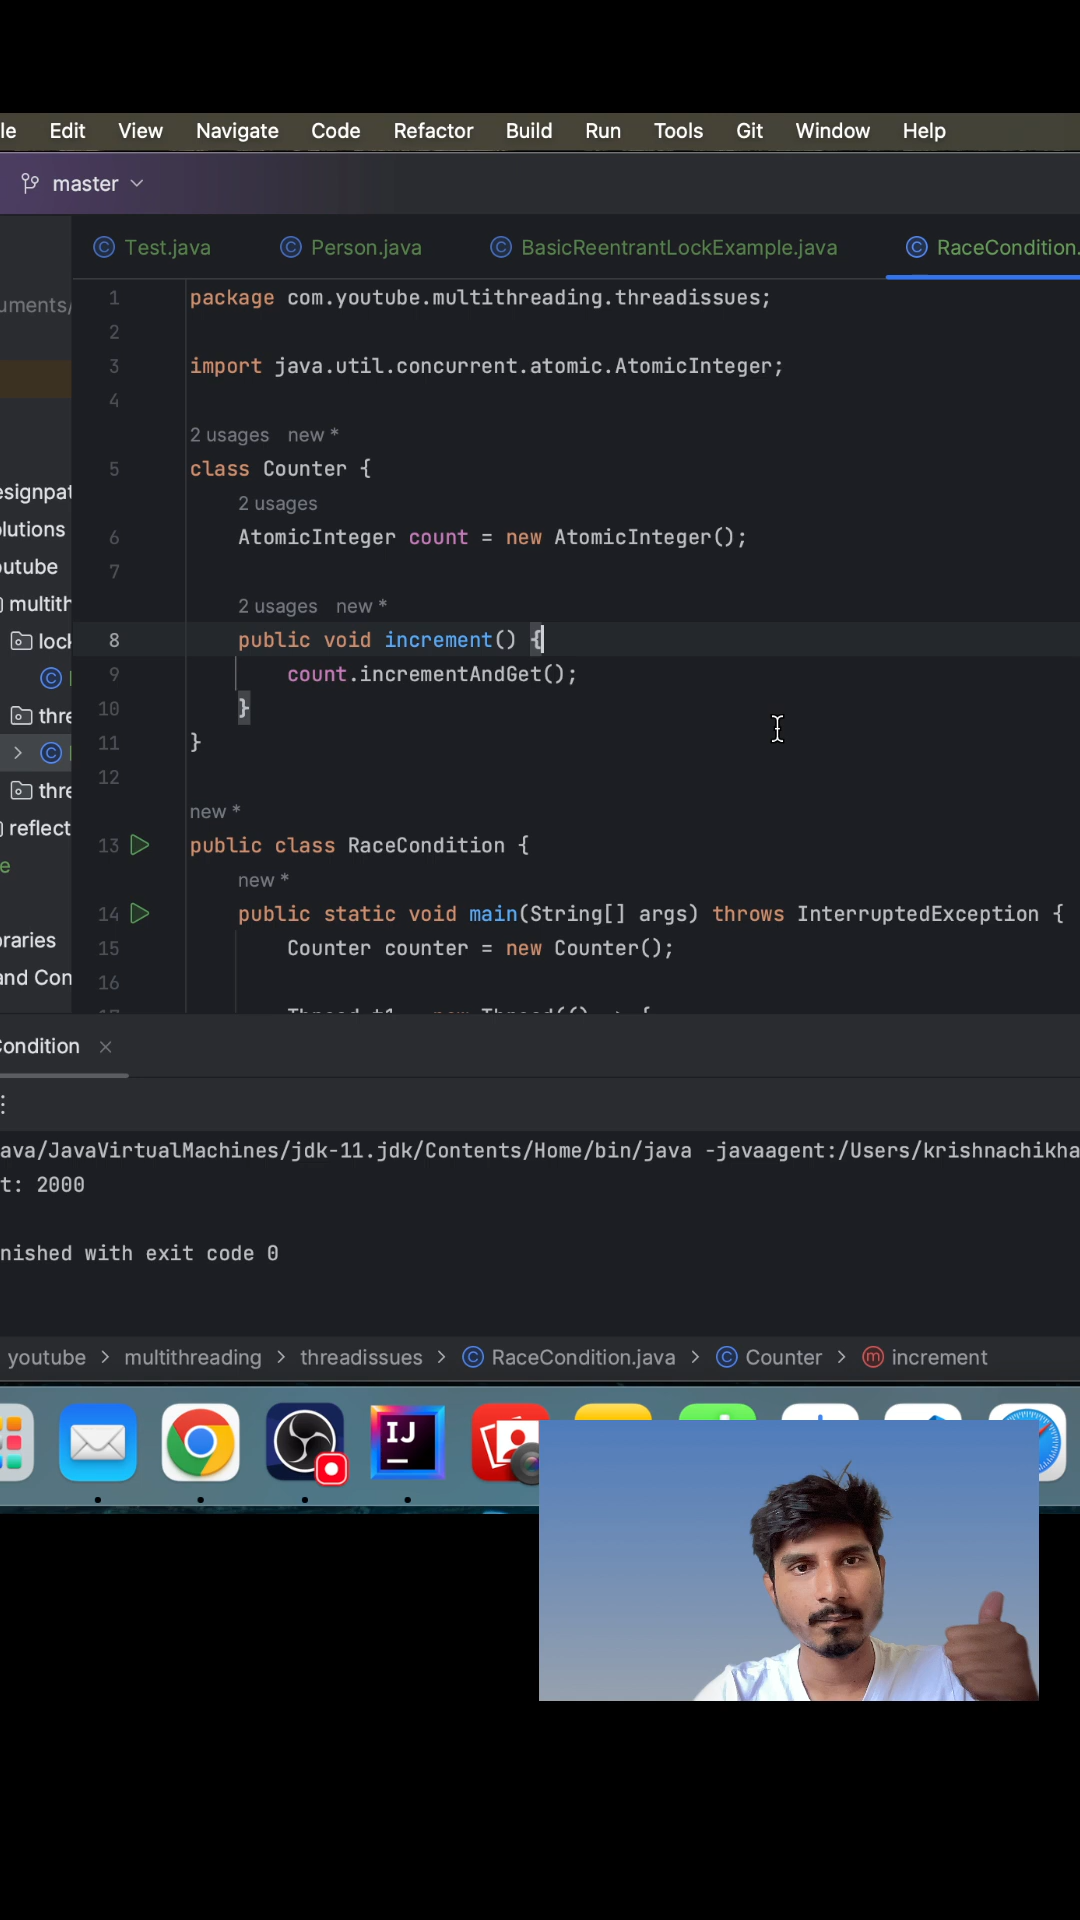 le Edit View Navigate Code Refactor Build Run Tools Git Window Help
master
Test.java Person.java BasicReentrantLockExample.java RaceCondition.
1 package com.youtube.multithreading.threadissues;
2
3 import java.util.concurrent.atomic.AtomicInteger;
4
2 usages new *
5 class Counter {
2 usages
6 AtomicInteger count = new AtomicInteger();
7
2 usages new *
8 public void increment() {
9 count.incrementAndGet();
10 }
11 }
12
new *
13 public class RaceCondition {
new *
14 public static void main(String[] args) throws InterruptedException {
15 Counter counter = new Counter();
16
uments/
esignpat
olutions
outube
multith
lock
thre
thre
reflect
e
oraries
and Con
ondition ×
ava/JavaVirtualMachines/jdk-11.jdk/Contents/Home/bin/java -javaagent:/Users/krishnachikha
t: 2000
nished with exit code 0
youtube > multithreading > threadissues > RaceCondition.java > Counter > increment
IJ